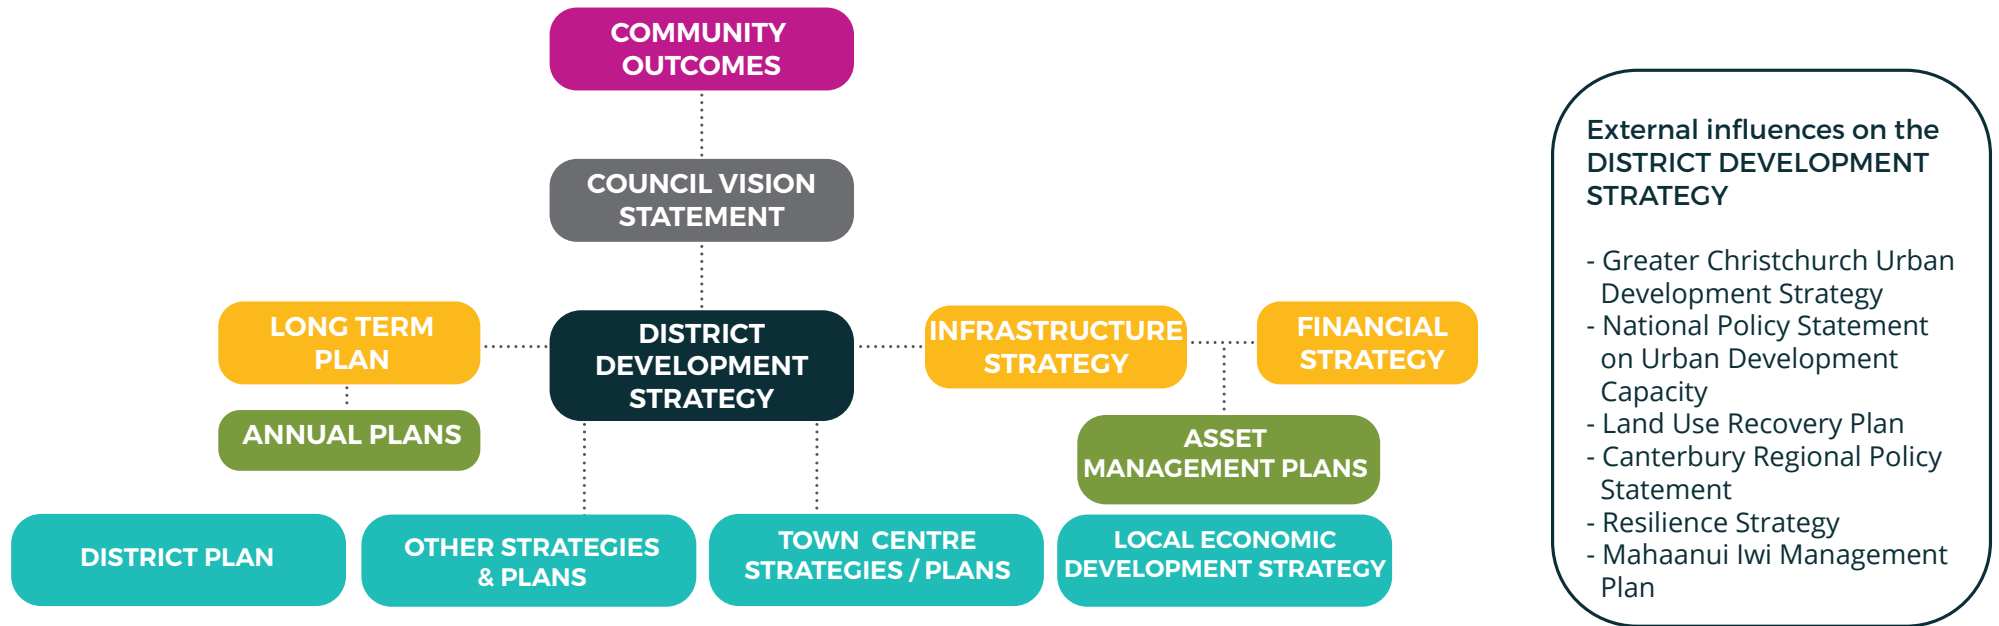 COMMUNITY
OUTCOMES
COUNCIL VISION
STATEMENT
LONG TERM
PLAN
DISTRICT
DEVELOPMENT
STRATEGY
INFRASTRUCTURE
STRATEGY
FINANCIAL
STRATEGY
ANNUAL PLANS
ASSET
MANAGEMENT PLANS
DISTRICT PLAN
OTHER STRATEGIES
& PLANS
TOWN CENTRE
STRATEGIES / PLANS
LOCAL ECONOMIC
DEVELOPMENT STRATEGY
External influences on the
DISTRICT DEVELOPMENT
STRATEGY
- Greater Christchurch Urban
Development Strategy
- National Policy Statement
on Urban Development
Capacity
- Land Use Recovery Plan
- Canterbury Regional Policy
Statement
- Resilience Strategy
- Mahaanui Iwi Management
Plan